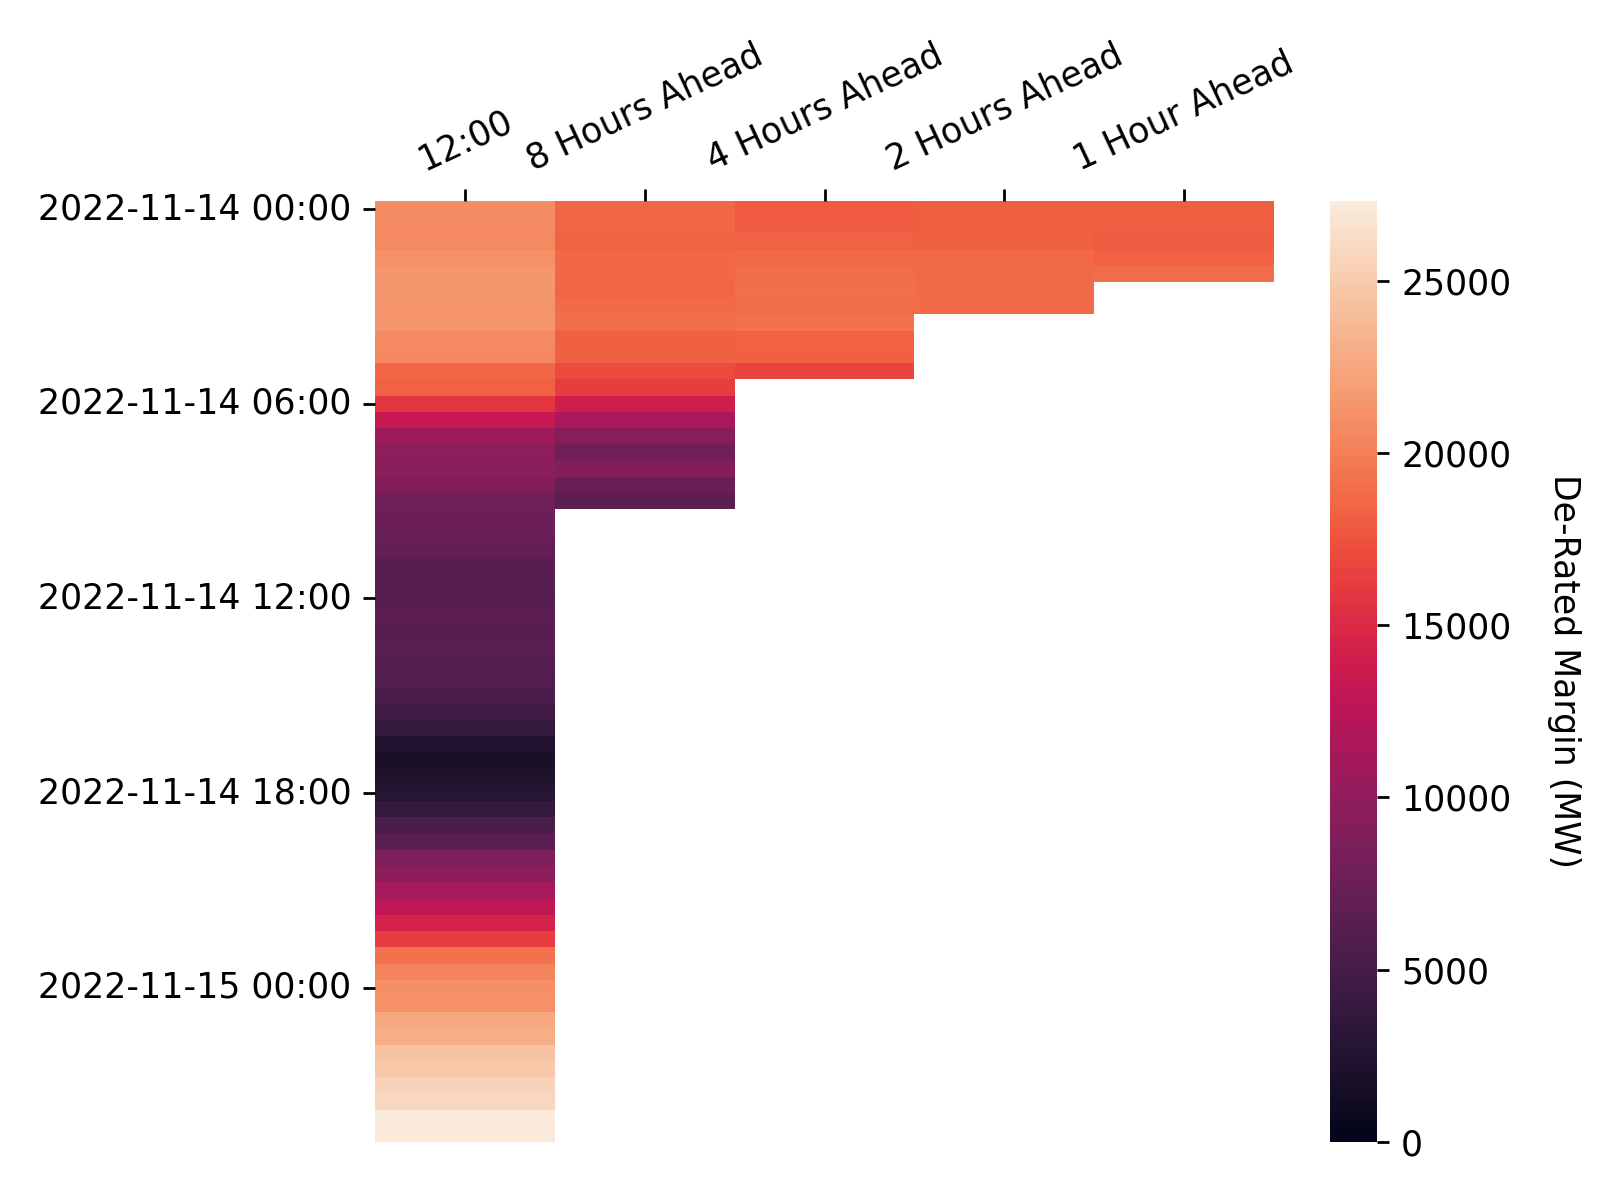 12:00
8 Hours Ahead
4 Hours Ahead
2 Hours Ahead
1 Hour Ahead
2022-11-14 00:00
2022-11-14 06:00
2022-11-14 12:00
2022-11-14 18:00
2022-11-15 00:00
25000
20000
15000
10000
5000
0
De-Rated Margin (MW)